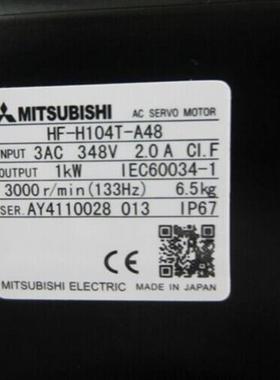 MITSUBISHI AC SERVO MOTOR
HF-H104T-A48
INPUT 3AC 348V 2.0A Cl.F
OUTPUT 1kW IEC60034-1
3000r/min(133Hz) 6.5kg
SER. AY4110028 013 IP67
CE
MITSUBISHI ELECTRIC MADE IN JAPAN